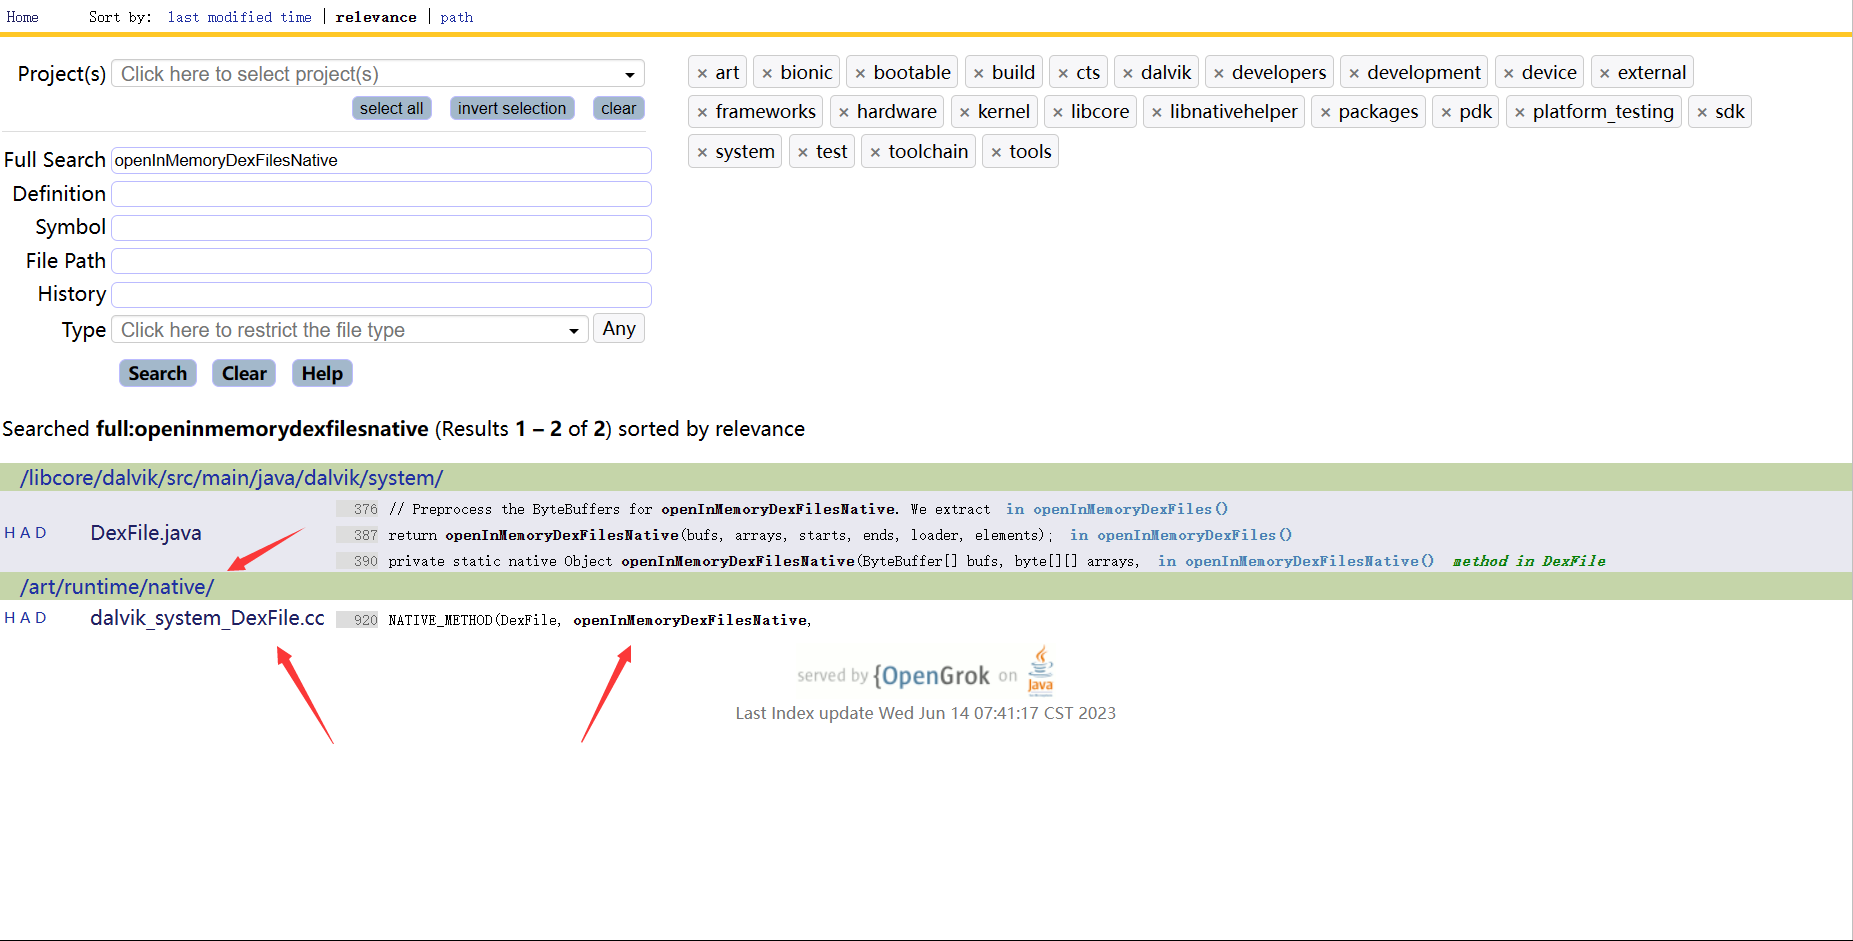 Home Sort by: last modified time | relevance | path
Project(s) Click here to select project(s)
select all invert selection clear
× art × bionic × bootable × build × cts × dalvik × developers × development × device × external
× frameworks × hardware × kernel × libcore × libnativehelper × packages × pdk × platform_testing × sdk
× system × test × toolchain × tools
Full Search openInMemoryDexFilesNative
Definition
Symbol
File Path
History
Type Click here to restrict the file type Any
Search Clear Help
Searched full:openinmemorydexfilesnative (Results 1 – 2 of 2) sorted by relevance
/libcore/dalvik/src/main/java/dalvik/system/
H A D DexFile.java
376 // Preprocess the ByteBuffers for openInMemoryDexFilesNative. We extract in openInMemoryDexFiles()
387 return openInMemoryDexFilesNative(bufs, arrays, starts, ends, loader, elements); in openInMemoryDexFiles()
390 private static native Object openInMemoryDexFilesNative(ByteBuffer[] bufs, byte[][] arrays, in openInMemoryDexFilesNative() method in DexFile
/art/runtime/native/
H A D dalvik_system_DexFile.cc 920 NATIVE_METHOD(DexFile, openInMemoryDexFilesNative,
served by {OpenGrok on Java
Last Index update Wed Jun 14 07:41:17 CST 2023